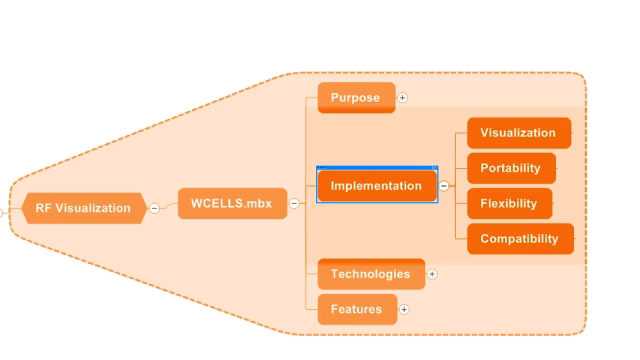 Purpose
Visualization
Portability
Implementation
RF Visualization
WCELLS.mbx
Flexibility
Compatibility
Technologies
Features